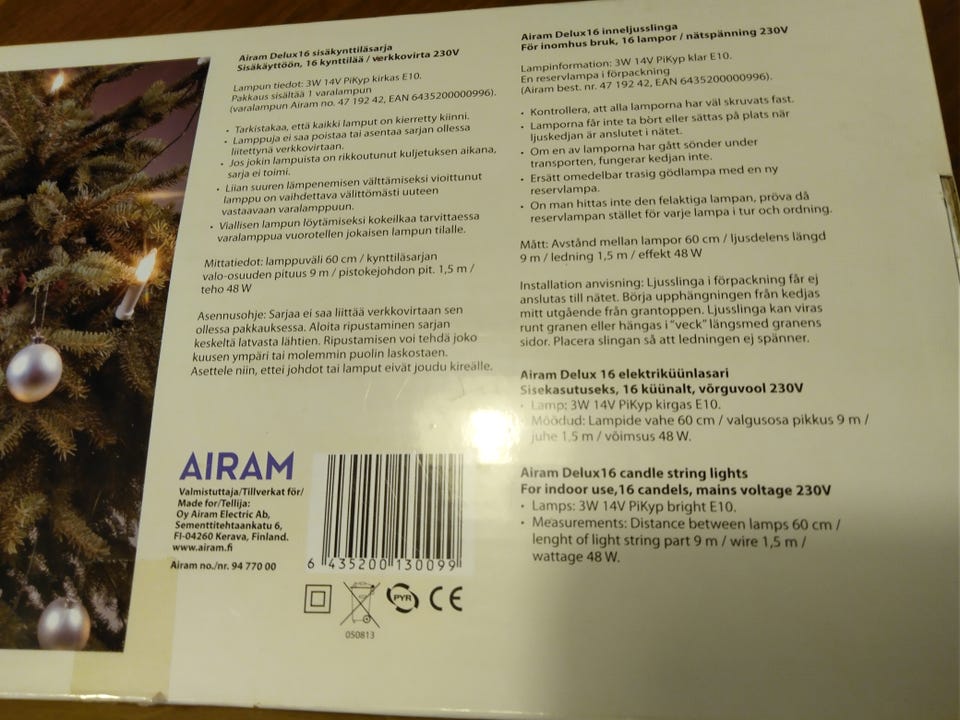 Airam Delux16 sisäkynttiläsarja
Sisäkäyttöön, 16 kynttilää / verkkovirta 230V
Lampun tiedot: 3W 14V PiKyp kirkas E10.
Pakkaus sisältää 1 varalampun
(varalampun Airam no. 47 192 42, EAN 6435200000996).
• Tarkistakaa, että kaikki lamput on kierretty kiinni.
• Lamppuja ei saa poistaa tai asentaa sarjan ollessa
liitettynä verkkovirtaan.
• Jos jokin lampuista on rikkoutunut kuljetuksen aikana,
sarja ei toimi.
• Liian suuren lämpenemisen välttämiseksi vioittunut
lamppu on vaihdettava välittömästi uuteen
vastaavaan varalamppuun.
• Viallisen lampun löytämiseksi kokeilkaa tarvittaessa
varalamppua vuorotellen jokaisen lampun tilalle.
Mittatiedot: lamppuväli 60 cm / kynttiläsarjan
valo-osuuden pituus 9 m / pistokejohdon pit. 1,5 m /
teho 48 W
Asennusohje: Sarjaa ei saa liittää verkkovirtaan sen
ollessa pakkauksessa. Aloita ripustaminen sarjan
keskeltä latvasta lähtien. Ripustamisen voi tehdä joko
kuusen ympäri tai molemmin puolin laskostaen.
Asettele niin, ettei johdot tai lamput eivät joudu kireälle.
AIRAM
Valmistuttaja/Tillverkat för/
Made for/Tellija:
Oy Airam Electric Ab,
Sementtitehtaankatu 6,
FI-04260 Kerava, Finland.
www.airam.fi
Airam no./nr. 94 770 00
6 435200 130099
PYR CE
050813
Airam Delux16 inneljusslinga
För inomhus bruk, 16 lampor / nätspänning 230V
Lampinformation: 3W 14V PiKyp klar E10.
En reservlampa i förpackning
(Airam best. nr. 47 192 42, EAN 6435200000996).
• Kontrollera, att alla lamporna har väl skruvats fast.
• Lamporna får inte ta bort eller sättas på plats när
ljuskedjan är anslutet i nätet.
• Om en av lamporna har gått sönder under
transporten, fungerar kedjan inte.
• Ersätt omedelbar trasig glödlampa med en ny
reservlampa.
• On man hittas inte den felaktiga lampan, pröva då
reservlampan stället för varje lampa i tur och ordning.
Mått: Avstånd mellan lampor 60 cm / ljusdelens längd
9 m / ledning 1,5 m / effekt 48 W
Installation anvisning: Ljusslinga i förpackning får ej
anslutas till nätet. Börja upphängningen från kedjas
mitt utgående från grantoppen. Ljusslinga kan viras
runt granen eller hängas i "veck" längsmed granens
sidor. Placera slingan så att ledningen ej spänner.
Airam Delux 16 elektriküünlasari
Sisekasutuseks, 16 küünalt, võrguvool 230V
• Lamp: 3W 14V PiKyp kirgas E10.
• Mõõdud: Lampide vahe 60 cm / valgusosa pikkus 9 m /
juhe 1,5 m / võimsus 48 W.
Airam Delux16 candle string lights
For indoor use,16 candels, mains voltage 230V
• Lamps: 3W 14V PiKyp bright E10.
• Measurements: Distance between lamps 60 cm /
lenght of light string part 9 m / wire 1,5 m /
wattage 48 W.